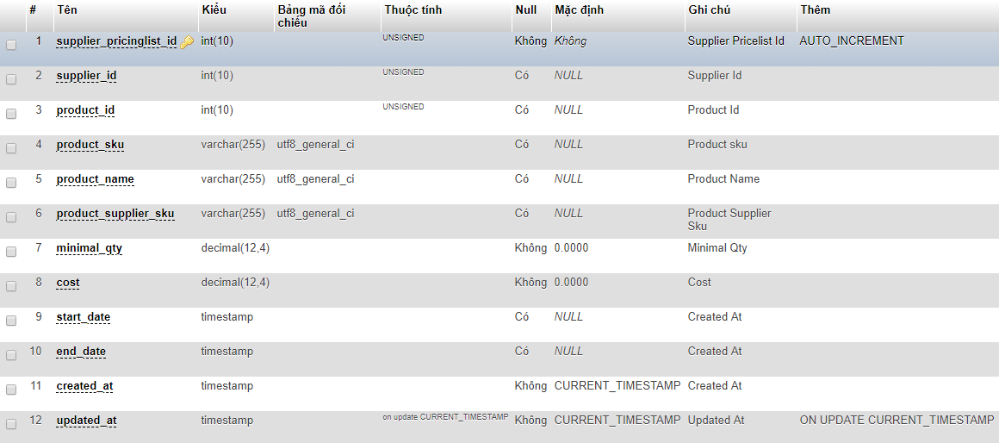 # Tên Kiểu Bảng mã đối chiếu Thuộc tính Null Mặc định Ghi chú Thêm
1 supplier_pricinglist_id int(10) UNSIGNED Không Không Supplier Pricelist Id AUTO_INCREMENT
2 supplier_id int(10) UNSIGNED Có NULL Supplier Id
3 product_id int(10) UNSIGNED Có NULL Product Id
4 product_sku varchar(255) utf8_general_ci Có NULL Product sku
5 product_name varchar(255) utf8_general_ci Có NULL Product Name
6 product_supplier_sku varchar(255) utf8_general_ci Có NULL Product Supplier Sku
7 minimal_qty decimal(12,4) Không 0.0000 Minimal Qty
8 cost decimal(12,4) Không 0.0000 Cost
9 start_date timestamp Có NULL Created At
10 end_date timestamp Có NULL Created At
11 created_at timestamp Không CURRENT_TIMESTAMP Created At
12 updated_at timestamp on update CURRENT_TIMESTAMP Không CURRENT_TIMESTAMP Updated At ON UPDATE CURRENT_TIMESTAMP